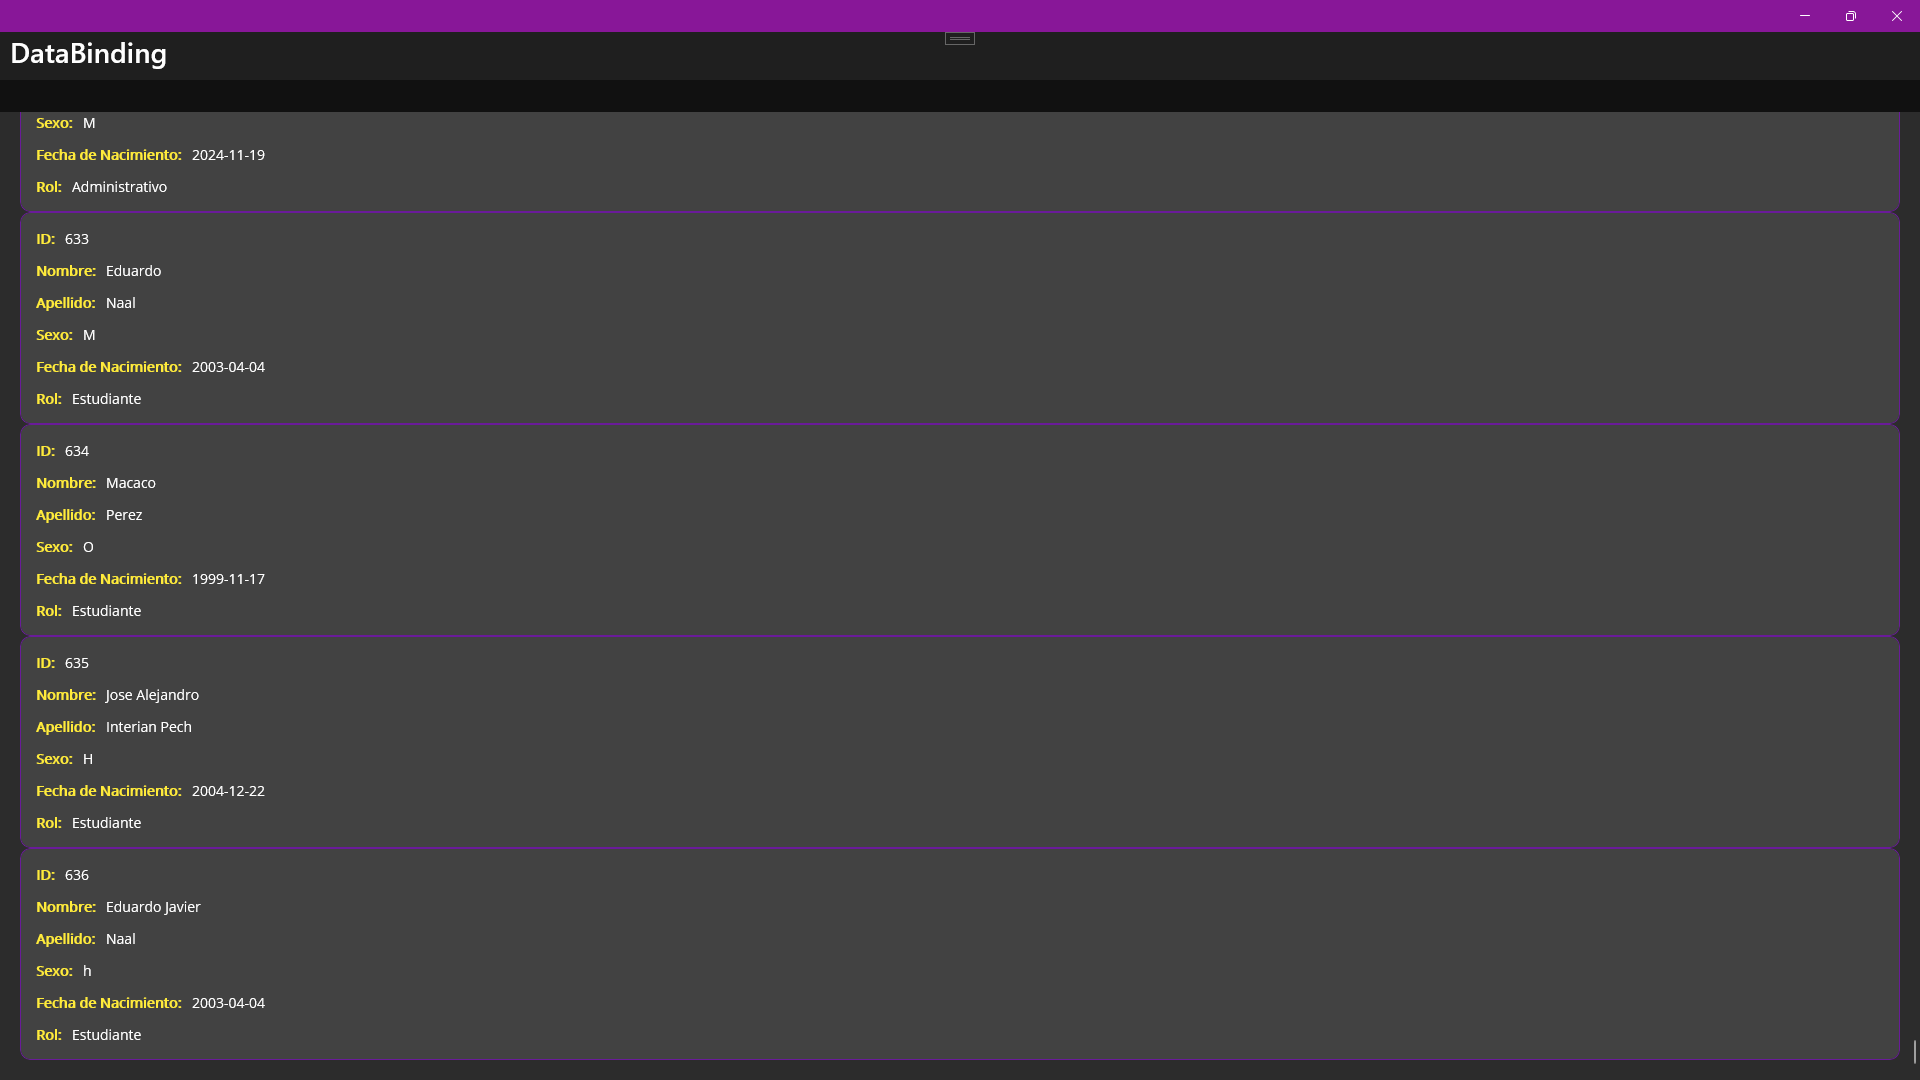 DataBinding
Sexo: M
Fecha de Nacimiento: 2024-11-19
Rol: Administrativo
ID: 633
Nombre: Eduardo
Apellido: Naal
Sexo: M
Fecha de Nacimiento: 2003-04-04
Rol: Estudiante
ID: 634
Nombre: Macaco
Apellido: Perez
Sexo: O
Fecha de Nacimiento: 1999-11-17
Rol: Estudiante
ID: 635
Nombre: Jose Alejandro
Apellido: Interian Pech
Sexo: H
Fecha de Nacimiento: 2004-12-22
Rol: Estudiante
ID: 636
Nombre: Eduardo Javier
Apellido: Naal
Sexo: h
Fecha de Nacimiento: 2003-04-04
Rol: Estudiante